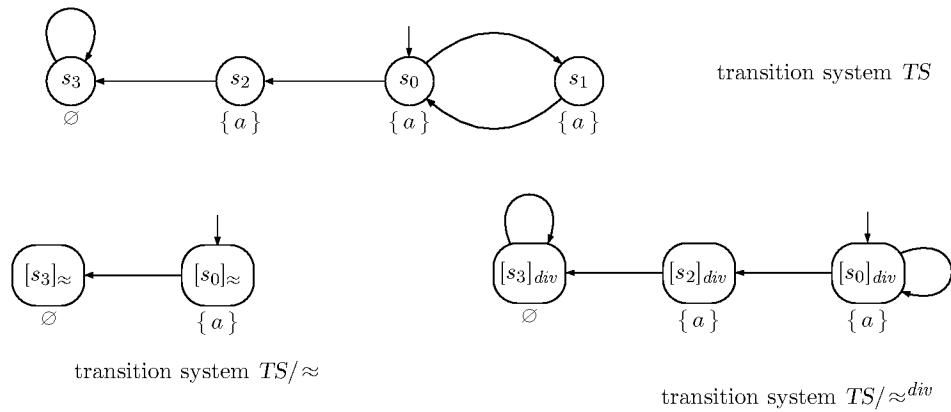 s₃ s₂ s₀ s₁
transition system TS
∅ { a } { a } { a }
[s₃]≈ [s₀]≈
∅ { a }
transition system TS/≈
[s₃]div [s₂]div [s₀]div
∅ { a } { a }
transition system TS/≈div